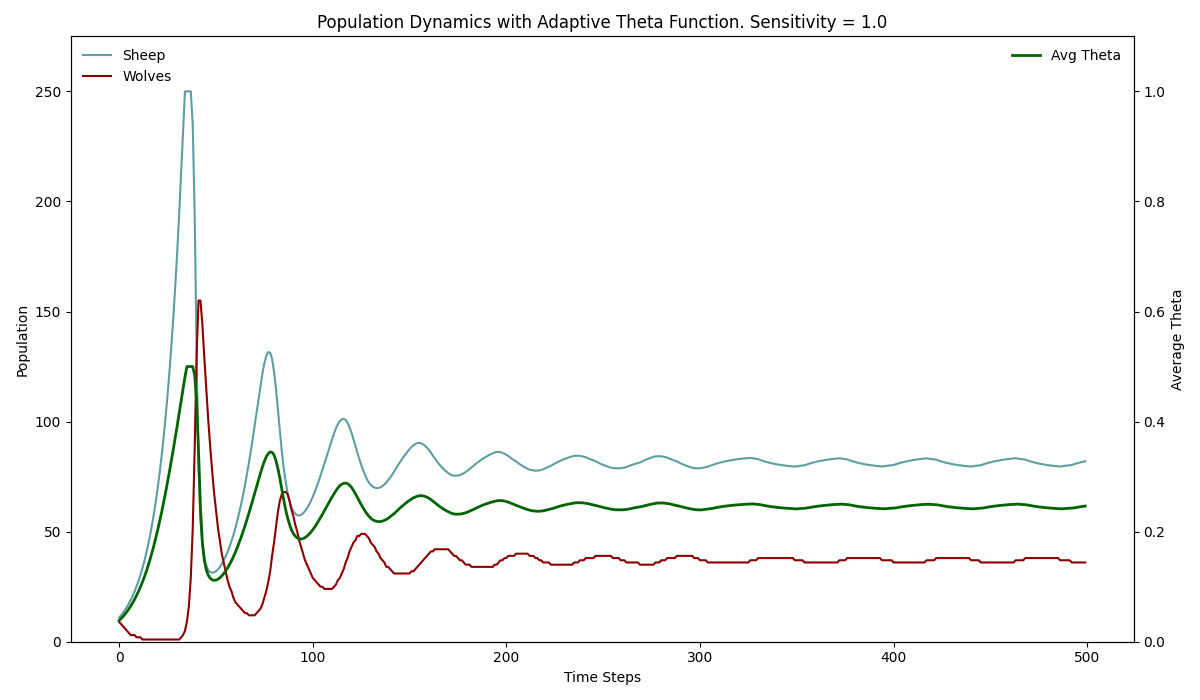 Population Dynamics with Adaptive Theta Function. Sensitivity = 1.0
Sheep
Wolves
Avg Theta
250
200
150
100
50
0
Population
1.0
0.8
0.6
0.4
0.2
0.0
Average Theta
0 100 200 300 400 500
Time Steps